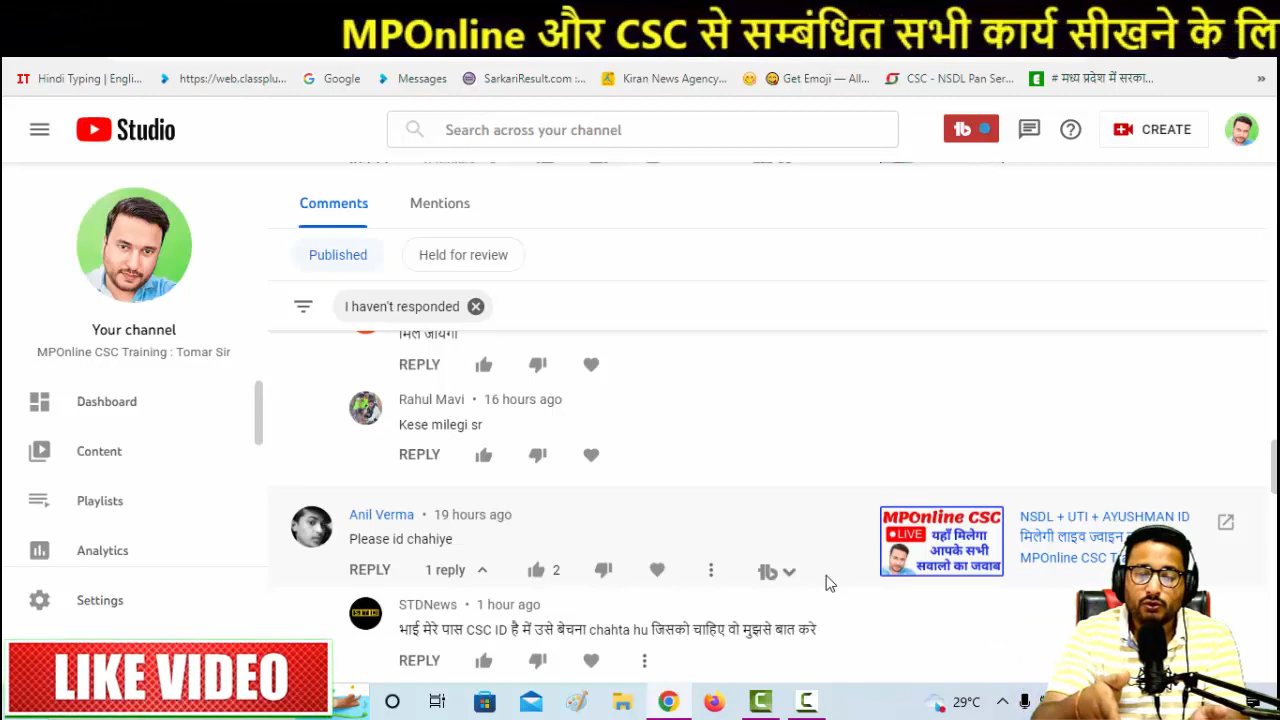 MPOnline और CSC से सम्बंधित सभी कार्य सीखने के लि
IT Hindi Typing | Engli... https://web.classplu... Google Messages SarkariResult.com :... Kiran News Agency... Get Emoji — All... CSC - NSDL Pan Ser... # मध्य प्रदेश में सरका... »
Studio Search across your channel CREATE
Comments Mentions
Published Held for review
I haven't responded
Your channel
MPOnline CSC Training : Tomar Sir
Dashboard
Content
Playlists
Analytics
Settings
मिल जायेगी
REPLY
Rahul Mavi • 16 hours ago
Kese milegi sr
REPLY
Anil Verma • 19 hours ago
Please id chahiye
REPLY 1 reply 2
MPOnline CSC
LIVE यहाँ मिलेगा
आपके सभी
सवालो का जवाब
NSDL + UTI + AYUSHMAN ID
मिलेगी लाइव ज्वाइन
MPOnline CSC
STDNews • 1 hour ago
भाई मेरे पास CSC ID है में उसे बेचना chahta hu जिसको चाहिए वो मुझसे बात करे
REPLY
LIKE VIDEO
29°C